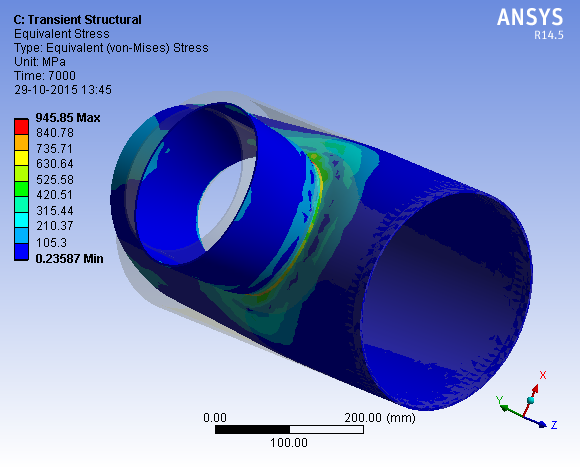 C: Transient Structural
Equivalent Stress
Type: Equivalent (von-Mises) Stress
Unit: MPa
Time: 7000
29-10-2015 13:45
ANSYS
R14.5
945.85 Max
840.78
735.71
630.64
525.58
420.51
315.44
210.37
105.3
0.23587 Min
0.00 200.00 (mm)
100.00
X
Y
Z